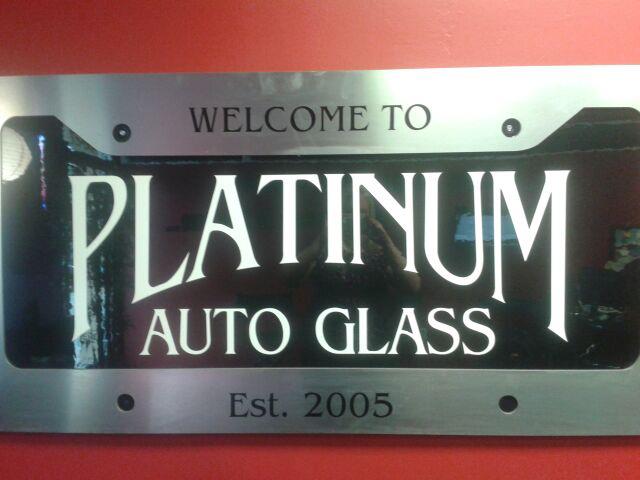 WELCOME TO
PLATINUM
AUTO GLASS
Est. 2005